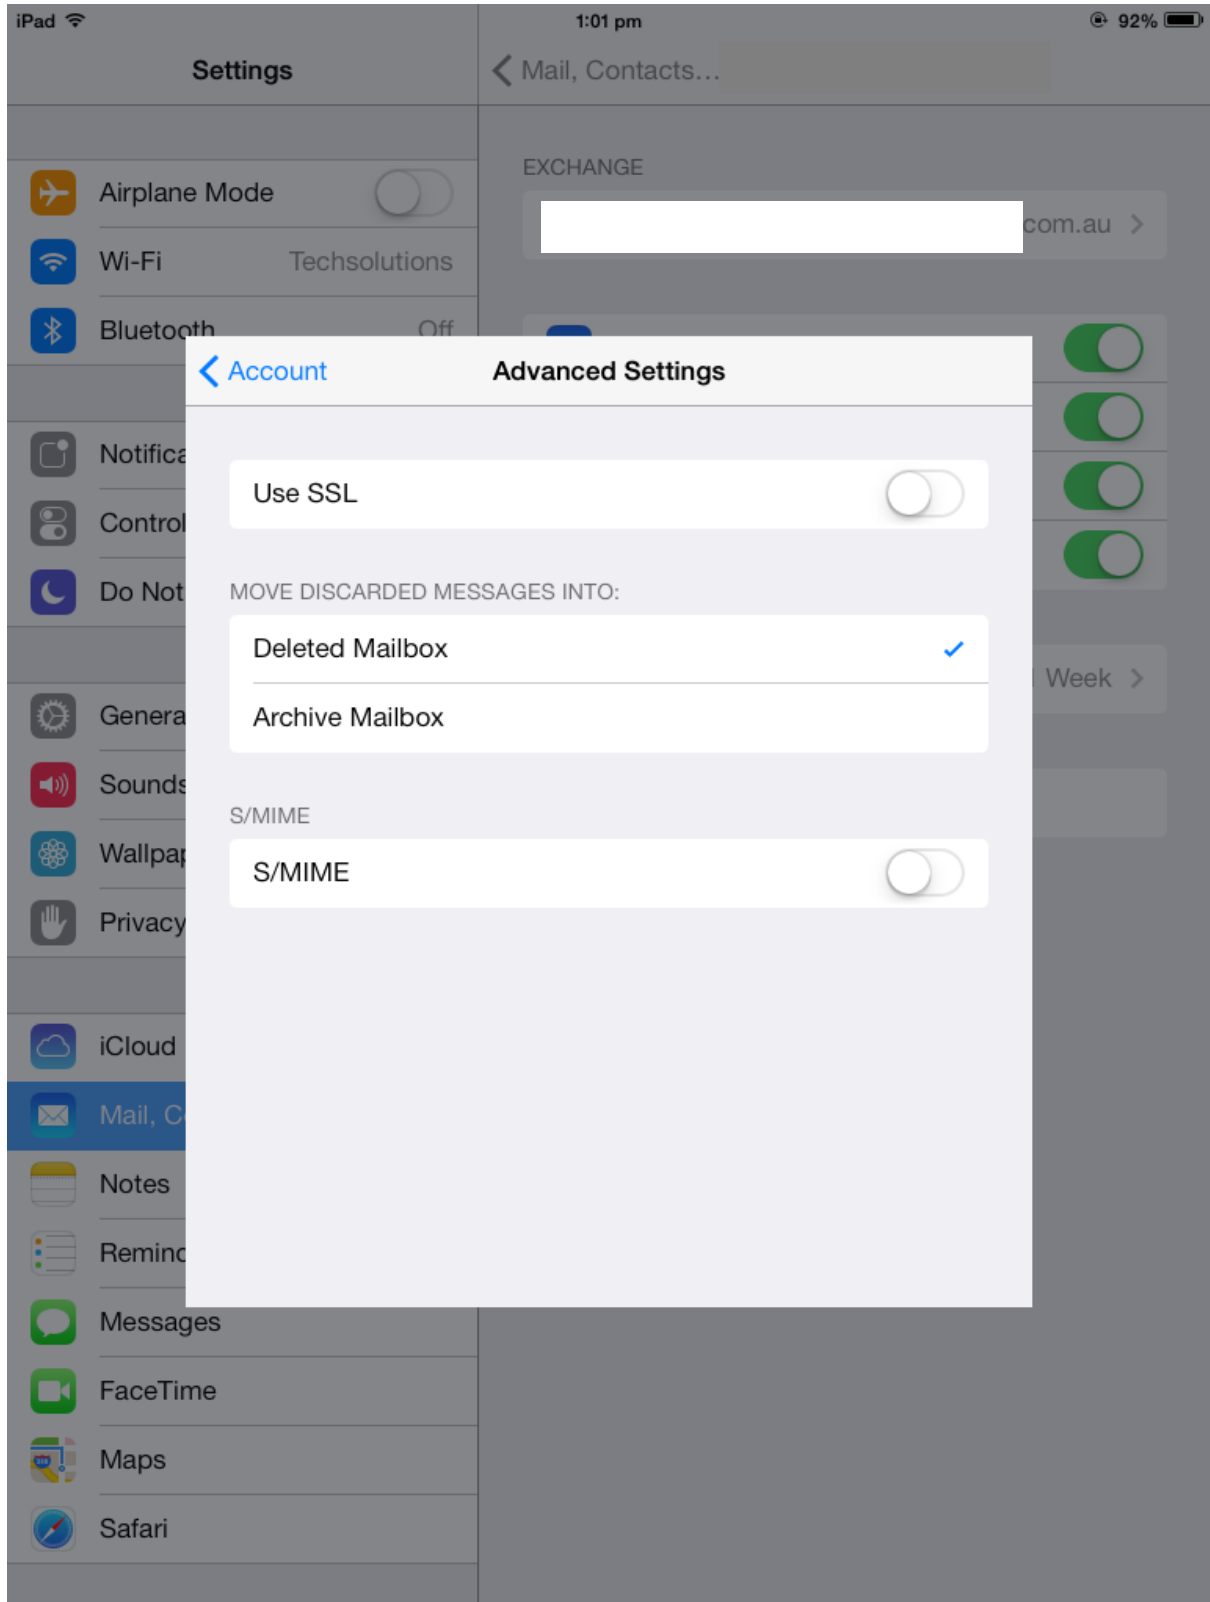 iPad 1:01 pm 92%
Settings
Mail, Contacts...
Airplane Mode
Wi-Fi Techsolutions
Bluetooth Off
Notifica
Control
Do Not
Genera
Sounds
Wallpap
Privacy
iCloud
Mail, Co
Notes
Remind
Messages
FaceTime
Maps
Safari
EXCHANGE
com.au
Week
Account Advanced Settings
Use SSL
MOVE DISCARDED MESSAGES INTO:
Deleted Mailbox
Archive Mailbox
S/MIME
S/MIME